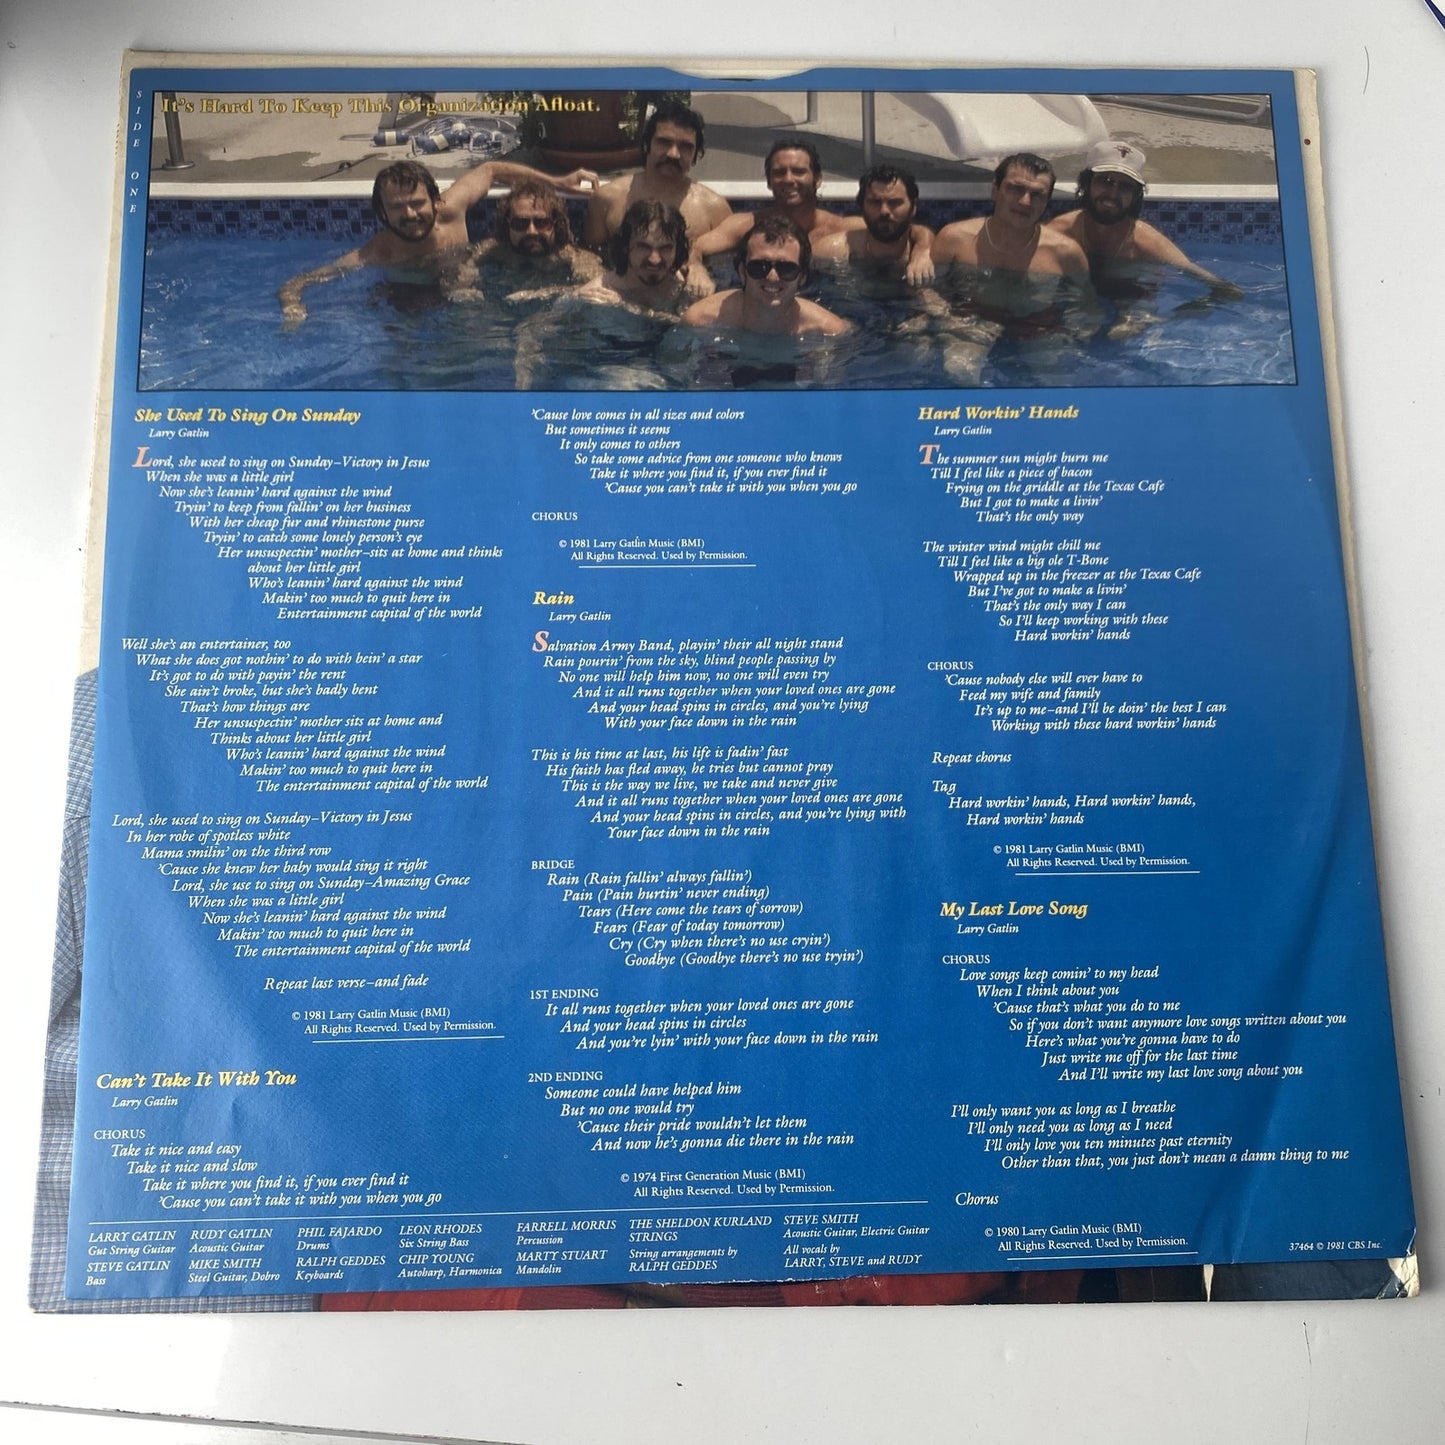 SIDE ONE
It's Hard To Keep This Organization Afloat.
She Used To Sing On Sunday
Larry Gatlin
Lord, she used to sing on Sunday–Victory in Jesus
When she was a little girl
Now she's leanin' hard against the wind
Tryin' to keep from fallin' on her business
With her cheap fur and rhinestone purse
Tryin' to catch some lonely person's eye
Her unsuspectin' mother–sits at home and thinks
about her little girl
Who's leanin' hard against the wind
Makin' too much to quit here in
Entertainment capital of the world
Well she's an entertainer, too
What she does got nothin' to do with bein' a star
It's got to do with payin' the rent
She ain't broke, but she's badly bent
That's how things are
Her unsuspectin' mother sits at home and
Thinks about her little girl
Who's leanin' hard against the wind
Makin' too much to quit here in
The entertainment capital of the world
Lord, she used to sing on Sunday–Victory in Jesus
In her robe of spotless white
Mama smilin' on the third row
'Cause she knew her baby would sing it right
Lord, she use to sing on Sunday–Amazing Grace
When she was a little girl
Now she's leanin' hard against the wind
Makin' too much to quit here in
The entertainment capital of the world
Repeat last verse–and fade
© 1981 Larry Gatlin Music (BMI)
All Rights Reserved. Used by Permission.
Can't Take It With You
Larry Gatlin
CHORUS
Take it nice and easy
Take it nice and slow
Take it where you find it, if you ever find it
'Cause you can't take it with you when you go
'Cause love comes in all sizes and colors
But sometimes it seems
It only comes to others
So take some advice from one someone who knows
Take it where you find it, if you ever find it
'Cause you can't take it with you when you go
CHORUS
© 1981 Larry Gatlin Music (BMI)
All Rights Reserved. Used by Permission.
Rain
Larry Gatlin
Salvation Army Band, playin' their all night stand
Rain pourin' from the sky, blind people passing by
No one will help him now, no one will even try
And it all runs together when your loved ones are gone
And your head spins in circles, and you're lying
With your face down in the rain
This is his time at last, his life is fadin' fast
His faith has fled away, he tries but cannot pray
This is the way we live, we take and never give
And it all runs together when your loved ones are gone
And your head spins in circles, and you're lying with
Your face down in the rain
BRIDGE
Rain (Rain fallin' always fallin')
Pain (Pain hurtin' never ending)
Tears (Here come the tears of sorrow)
Fears (Fear of today tomorrow)
Cry (Cry when there's no use cryin')
Goodbye (Goodbye there's no use tryin')
1ST ENDING
It all runs together when your loved ones are gone
And your head spins in circles
And you're lyin' with your face down in the rain
2ND ENDING
Someone could have helped him
But no one would try
'Cause their pride wouldn't let them
And now he's gonna die there in the rain
© 1974 First Generation Music (BMI)
All Rights Reserved. Used by Permission.
Hard Workin' Hands
Larry Gatlin
The summer sun might burn me
Till I feel like a piece of bacon
Frying on the griddle at the Texas Cafe
But I got to make a livin'
That's the only way
The winter wind might chill me
Till I feel like a big ole T-Bone
Wrapped up in the freezer at the Texas Cafe
But I've got to make a livin'
That's the only way I can
So I'll keep working with these
Hard workin' hands
CHORUS
'Cause nobody else will ever have to
Feed my wife and family
It's up to me–and I'll be doin' the best I can
Working with these hard workin' hands
Repeat chorus
Tag
Hard workin' hands, Hard workin' hands,
Hard workin' hands
© 1981 Larry Gatlin Music (BMI)
All Rights Reserved. Used by Permission.
My Last Love Song
Larry Gatlin
CHORUS
Love songs keep comin' to my head
When I think about you
'Cause that's what you do to me
So if you don't want anymore love songs written about you
Here's what you're gonna have to do
Just write me off for the last time
And I'll write my last love song about you
I'll only want you as long as I breathe
I'll only need you as long as I need
I'll only love you ten minutes past eternity
Other than that, you just don't mean a damn thing to me
Chorus
© 1980 Larry Gatlin Music (BMI)
All Rights Reserved. Used by Permission.
LARRY GATLIN
Gut String Guitar
STEVE GATLIN
Bass
RUDY GATLIN
Acoustic Guitar
MIKE SMITH
Steel Guitar, Dobro
PHIL FAJARDO
Drums
RALPH GEDDES
Keyboards
LEON RHODES
Six String Bass
CHIP YOUNG
Autoharp, Harmonica
FARRELL MORRIS
Percussion
MARTY STUART
Mandolin
THE SHELDON KURLAND
STRINGS
String arrangements by
RALPH GEDDES
STEVE SMITH
Acoustic Guitar, Electric Guitar
All vocals by
LARRY, STEVE and RUDY
37464 © 1981 CBS Inc.